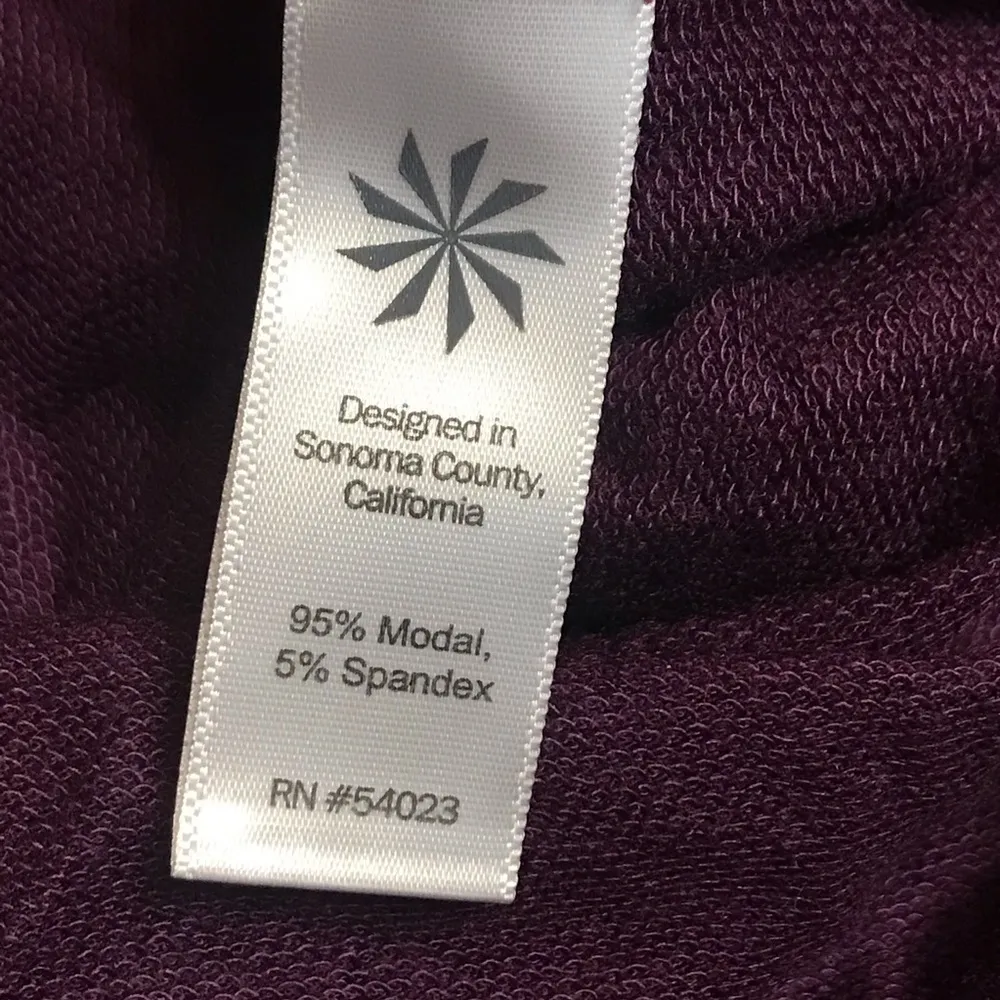 Designed in
Sonoma County,
California
95% Modal,
5% Spandex
RN #54023